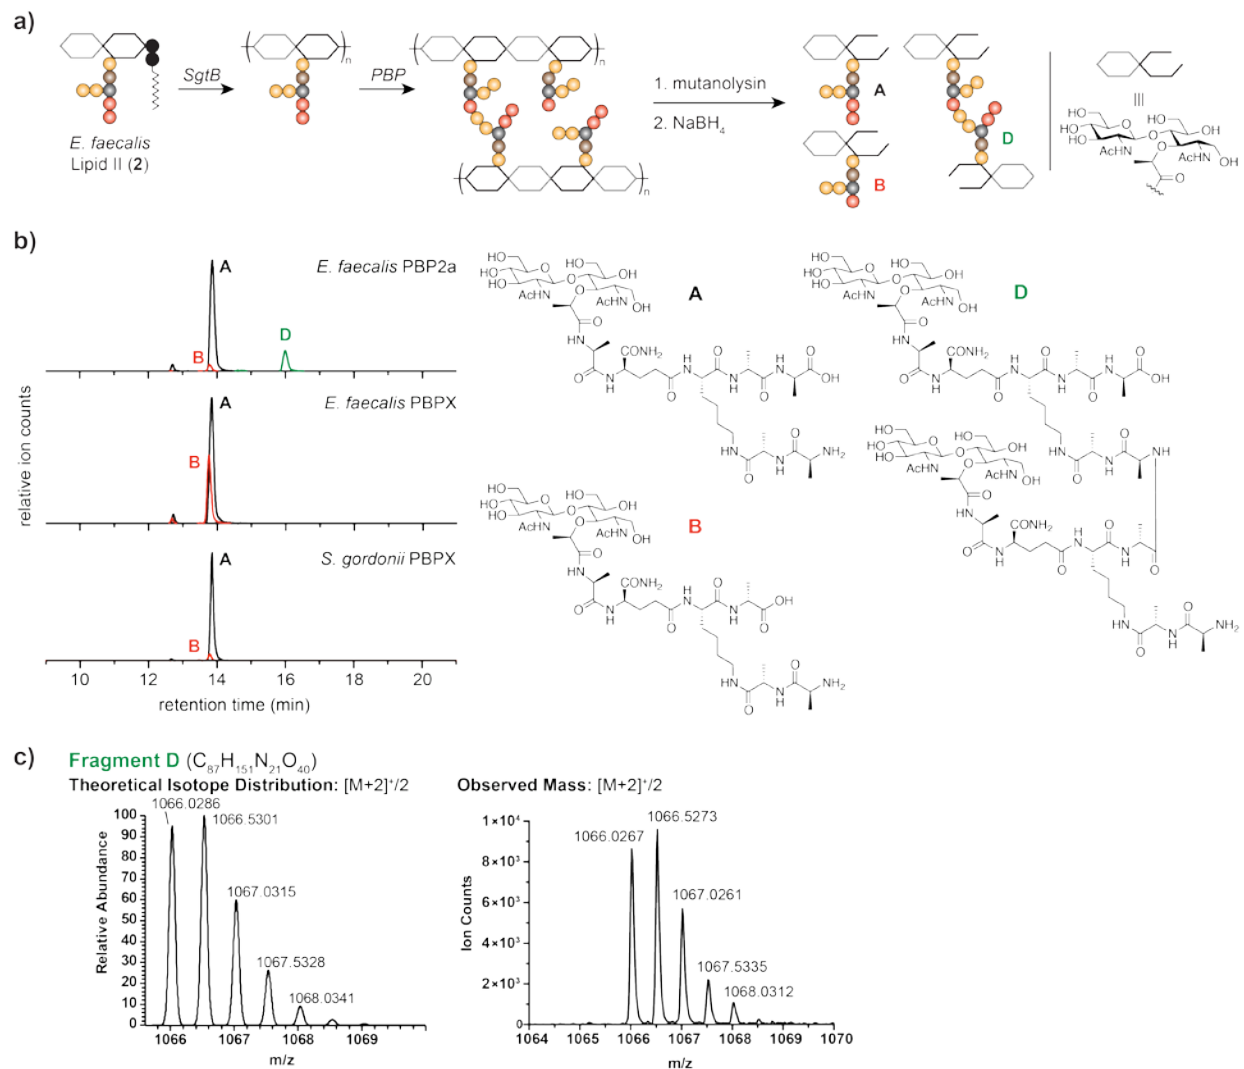 a)
E. faecalis
Lipid II (2)
SgtB
n
PBP
n
n
1. mutanolysin
2. NaBH4
A
B
D
HO
OH
HO
HO
O
O
AcHN
O
HO
OH
AcHN
OH
O
b)
relative ion counts
A
E. faecalis PBP2a
B
D
A
E. faecalis PBPX
B
A
S. gordonii PBPX
B
10
12
14
16
18
20
retention time (min)
A
B
D
c)
Fragment D (C87H151N21O40)
Theoretical Isotope Distribution: [M+2]+/2
1066.0286
1066.5301
1067.0315
1067.5328
1068.0341
Relative Abundance
100
90
80
70
60
50
40
30
20
10
0
1066
1067
1068
1069
m/z
Observed Mass: [M+2]+/2
1066.0267
1066.5273
1067.0261
1067.5335
1068.0312
Ion Counts
1×10⁴
8×10³
6×10³
4×10³
2×10³
0
1064
1065
1066
1067
1068
1069
1070
m/z